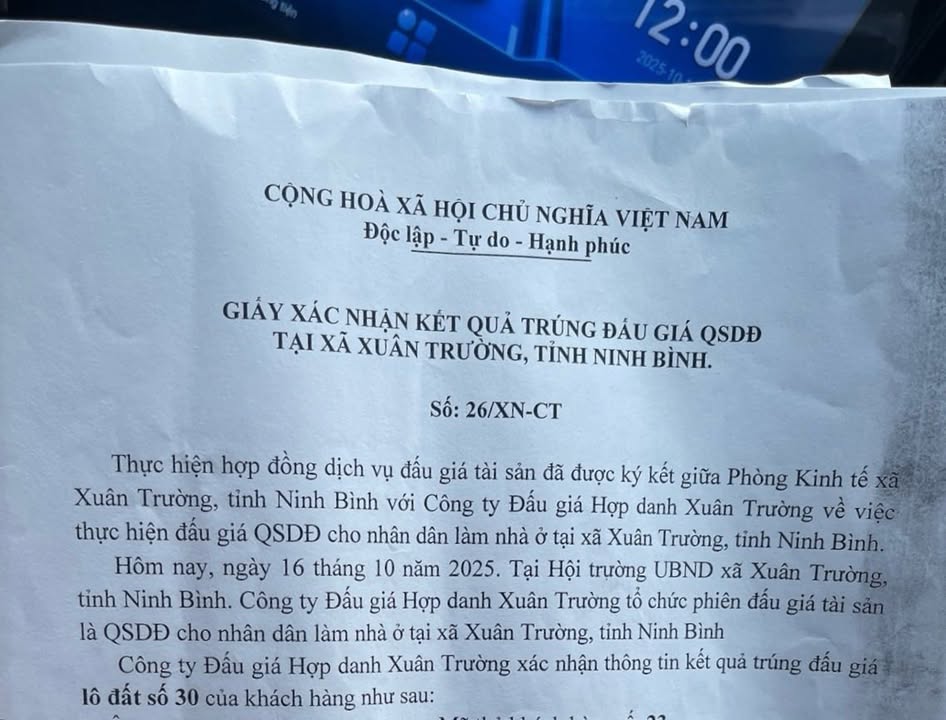 12:00
2025-10-
CỘNG HOÀ XÃ HỘI CHỦ NGHĨA VIỆT NAM
Độc lập - Tự do - Hạnh phúc
GIẤY XÁC NHẬN KẾT QUẢ TRÚNG ĐẤU GIÁ QSDĐ
TẠI XÃ XUÂN TRƯỜNG, TỈNH NINH BÌNH.
Số: 26/XN-CT
Thực hiện hợp đồng dịch vụ đấu giá tài sản đã được ký kết giữa Phòng Kinh tế xã
Xuân Trường, tỉnh Ninh Bình với Công ty Đấu giá Hợp danh Xuân Trường về việc
thực hiện đấu giá QSDĐ cho nhân dân làm nhà ở tại xã Xuân Trường, tỉnh Ninh Bình.
Hôm nay, ngày 16 tháng 10 năm 2025. Tại Hội trường UBND xã Xuân Trường,
tỉnh Ninh Bình. Công ty Đấu giá Hợp danh Xuân Trường tổ chức phiên đấu giá tài sản
là QSDĐ cho nhân dân làm nhà ở tại xã Xuân Trường, tỉnh Ninh Bình
Công ty Đấu giá Hợp danh Xuân Trường xác nhận thông tin kết quả trúng đấu giá
lô đất số 30 của khách hàng như sau: